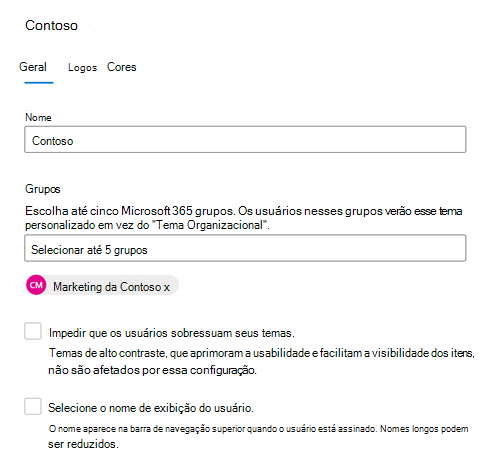 Contoso
Geral Logos Cores
Nome
Contoso
Grupos
Escolha até cinco Microsoft 365 grupos. Os usuários nesses grupos verão esse tema
personalizado em vez do "Tema Organizacional".
Selecionar até 5 grupos
CM Marketing da Contoso x
Impedir que os usuários sobressuam seus temas.
Temas de alto contraste, que aprimoram a usabilidade e facilitam a visibilidade dos itens,
não são afetados por essa configuração.
Selecione o nome de exibição do usuário.
O nome aparece na barra de navegação superior quando o usuário está assinado. Nomes longos podem
ser reduzidos.